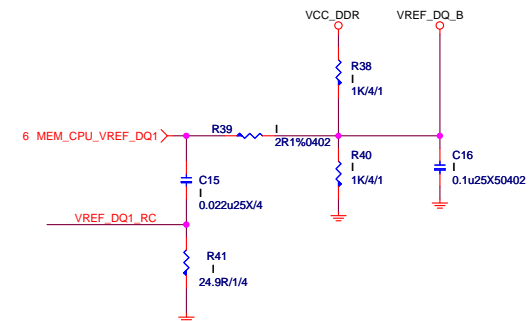 VCC_DDR
VREF_DQ_B
R38
I
1K/4/1
6 MEM_CPU_VREF_DQ1
R39
I
2R1%0402
R40
I
1K/4/1
C16
I
0.1u25X50402
C15
I
0.022u25X/4
VREF_DQ1_RC
R41
I
24.9R/1/4